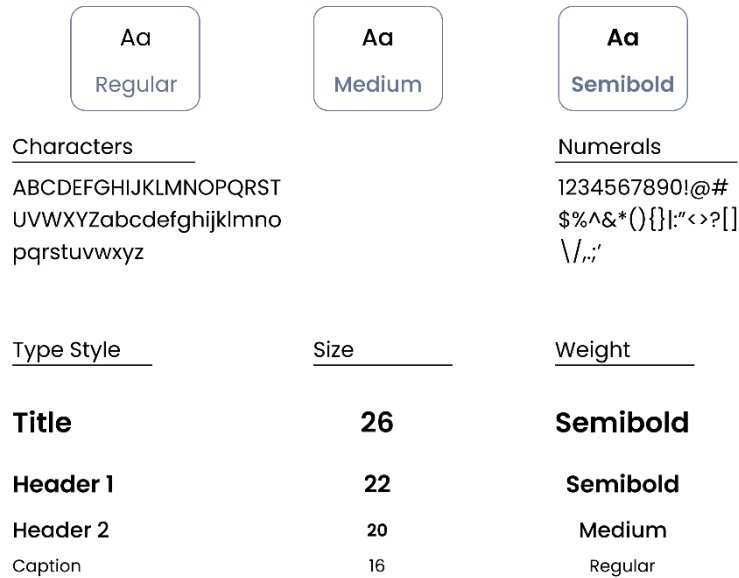 Aa
Aa
Aa
Regular
Medium
Semibold
Characters
Numerals
ABCDEFGHIJKLMNOPQRST
UVWXYZabcdefghijklmno
pqrstuvwxyz
1234567890!@#
$%^&*(){}|:”<>?[]
\/,.;’
Type Style
Size
Weight
Title
26
Semibold
Header 1
22
Semibold
Header 2
20
Medium
Caption
16
Regular